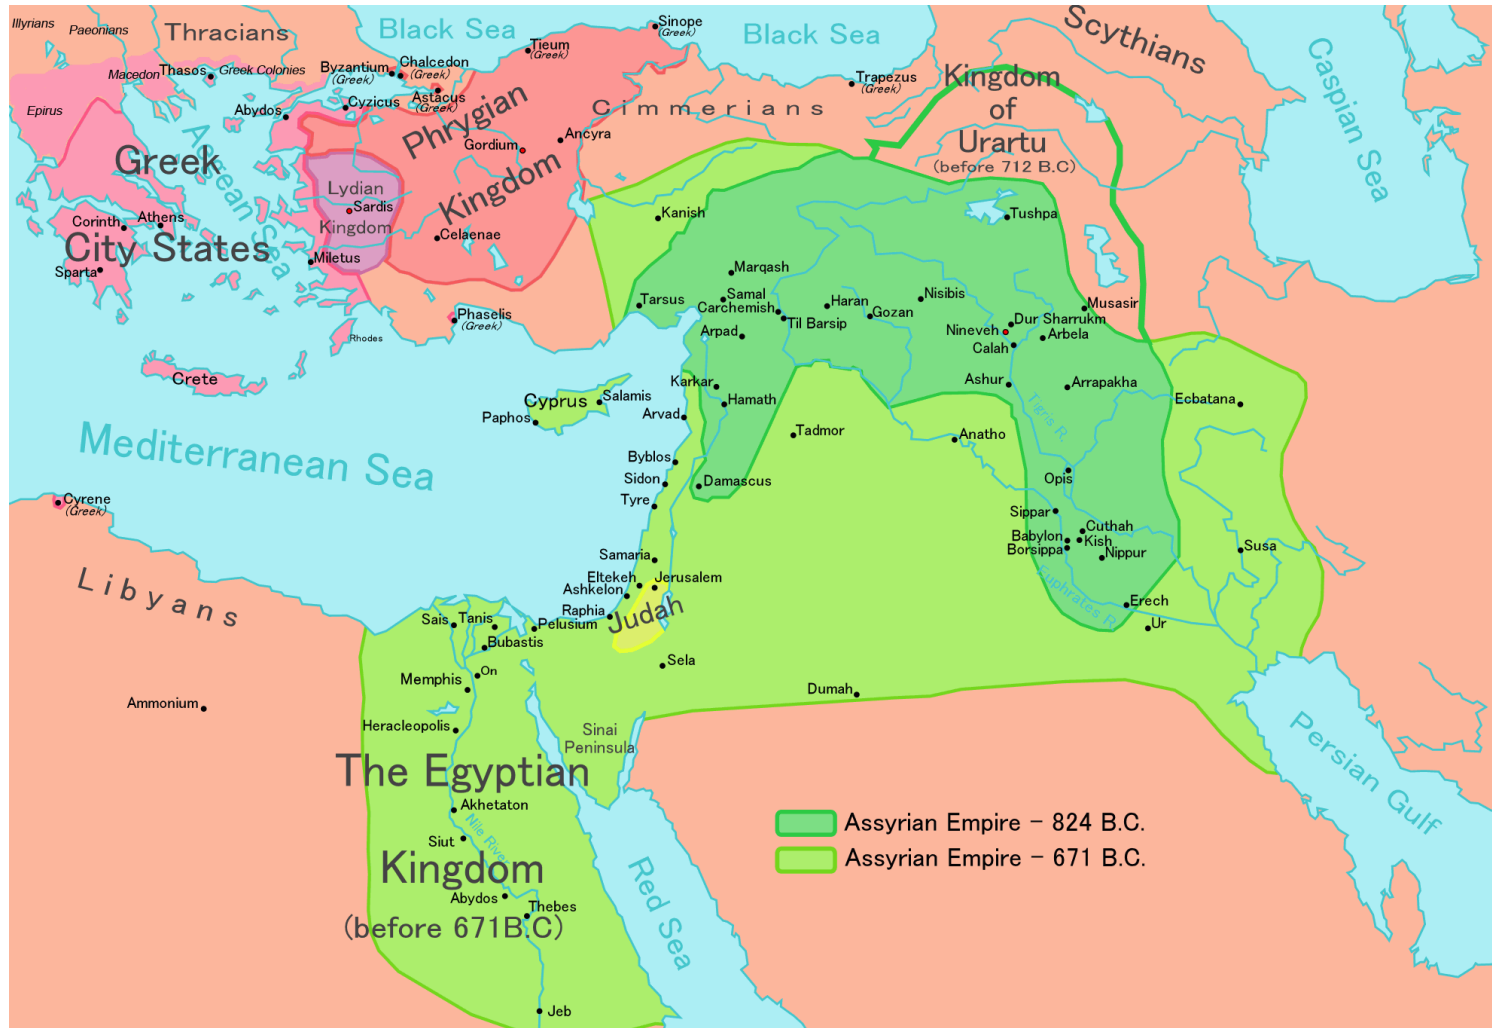 Illyrians
Paeonians
Thracians
Black Sea
Sinope
(Greek)
Black Sea
Scythians
Caspian Sea
Tieum
(Greek)
Byzantium
(Greek)
Chalcedon
(Greek)
Macedon
Thasos
Greek Colonies
Kingdom
of
Urartu
(before 712 B.C)
Trapezus
(Greek)
Astacus
(Greek)
Cyzicus
Abydos
Epirus
Cimmerians
Phrygian
Kingdom
Gordium
Ancyra
Aegean Sea
Greek
City States
Lydian
Sardis
Kingdom
Corinth
Athens
Sparta
Miletus
Celaenae
Kanish
Tushpa
Marqash
Tarsus
Samal
Carchemish
Til Barsip
Haran
Gozan
Nisibis
Musasir
Dur Sharrukm
Nineveh
Arbela
Calah
Arpad
Phaselis
(Greek)
Rhodes
Crete
Karkar
Hamath
Ashur
Arrapakha
Ecbatana
Cyprus
Salamis
Paphos
Arvad
Tadmor
Anatho
Tigris R.
Mediterranean Sea
Byblos
Sidon
Tyre
Damascus
Opis
Sippar
Cuthah
Babylon
Kish
Borsippa
Nippur
Susa
Cyrene
(Greek)
Libyans
Samaria
Eltekeh
Jerusalem
Ashkelon
Raphia
Judah
Euphrates R.
Erech
Ur
Sais
Tanis
Pelusium
Bubastis
On
Memphis
Sela
Dumah
Ammonium
Heracleopolis
Sinai
Peninsula
The Egyptian
Kingdom
(before 671B.C)
Akhetaton
Siut
Nile River
Abydos
Thebes
Jeb
Red Sea
Persian Gulf
Assyrian Empire - 824 B.C.
Assyrian Empire - 671 B.C.